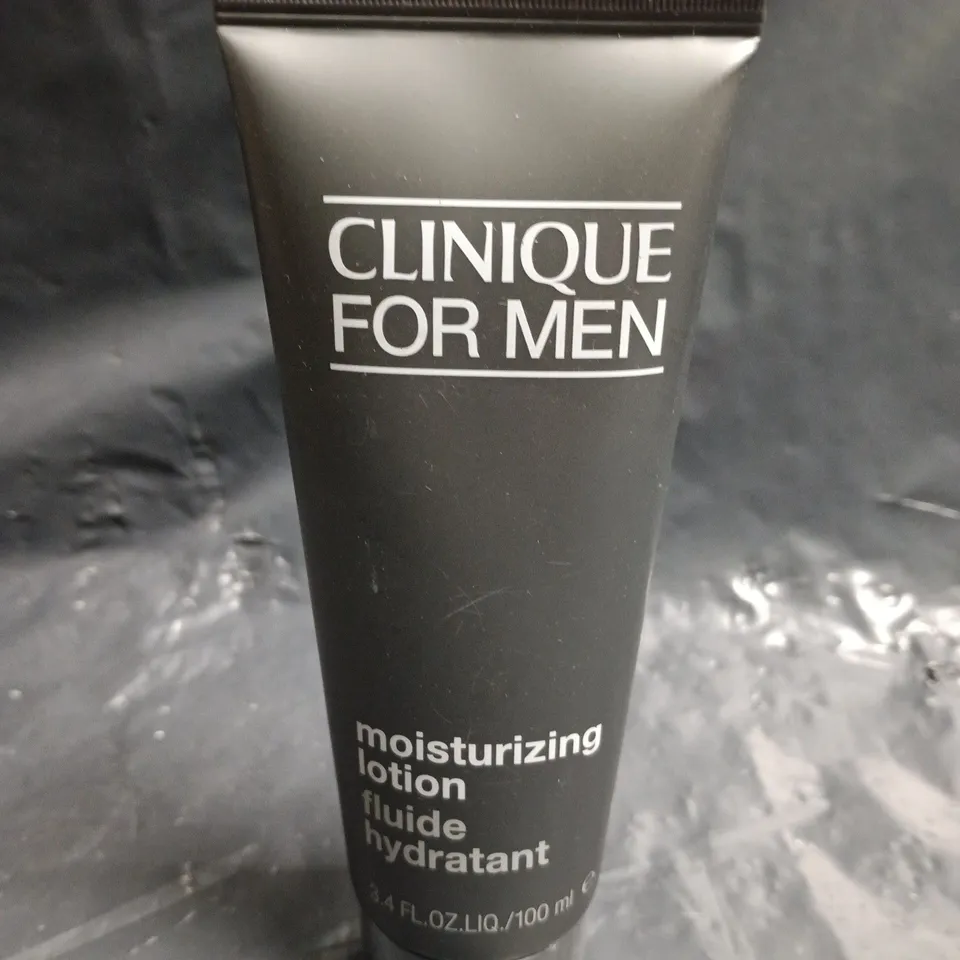 CLINIQUE
FOR MEN
moisturizing
lotion
fluide
hydratant
3.4 FL.OZ.LIQ./100 ml ℮